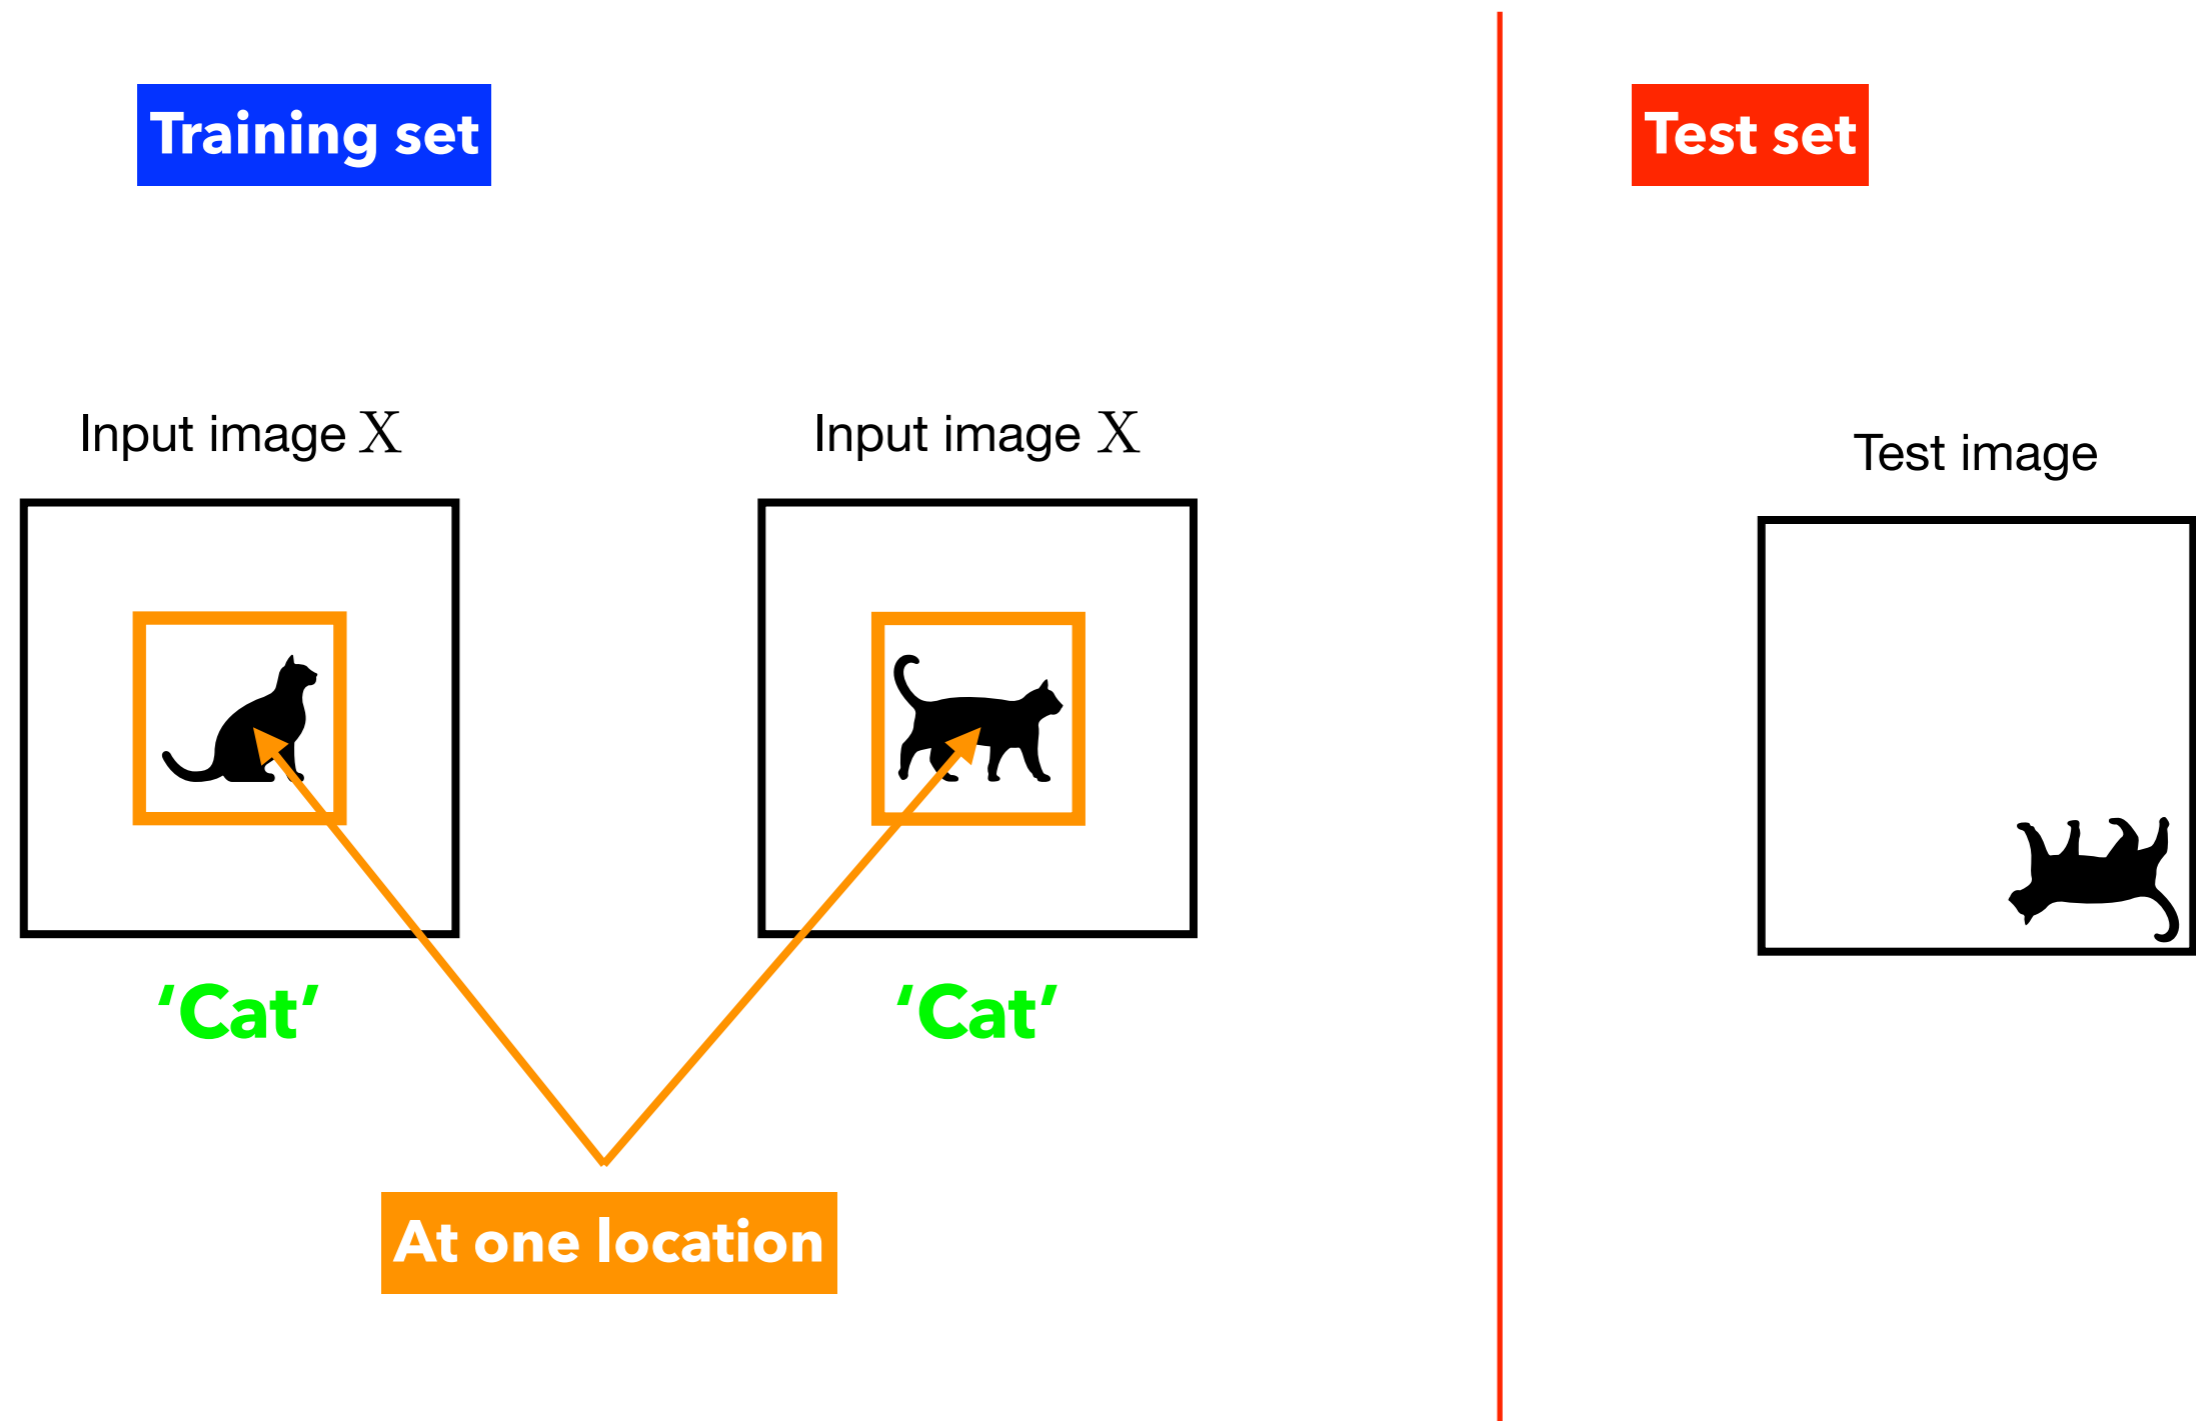 Training set
Test set
Input image X
Input image X
Test image
‘Cat’
‘Cat’
At one location